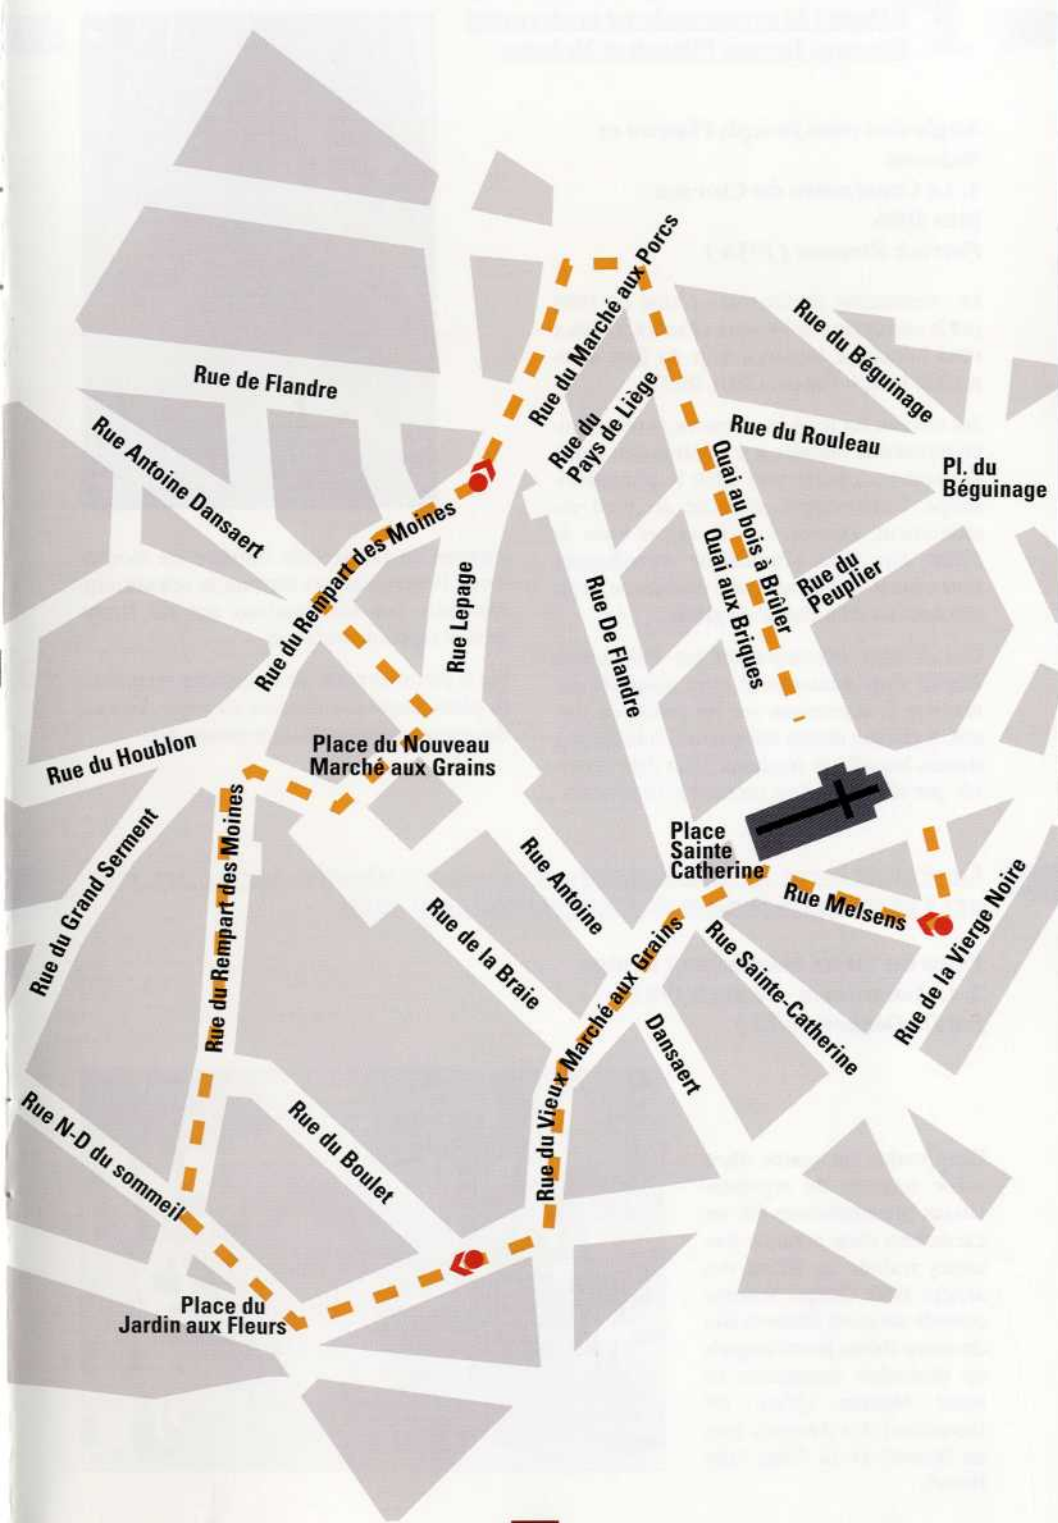 Rue du Marché aux Porcs
Rue du Béguinage
Rue de Flandre
Rue du
Pays de Liège
Rue du Rouleau
Rue Antoine Dansaert
Pl. du
Béguinage
Quai au bois à Brûler
Quai aux Briques
Rue du Rempart des Moines
Rue du
Peuplier
Rue Lepage
Rue De Flandre
Rue du Houblon
Place du Nouveau
Marché aux Grains
Rue du Grand Serment
Rue du Rempart des Moines
Place
Sainte
Catherine
Rue Antoine
Rue Melsens
Rue de la Vierge Noire
Rue de la Braie
Rue du Vieux Marché aux Grains
Rue Sainte-Catherine
Dansaert
Rue N-D du sommeil
Rue du Boulet
Place du
Jardin aux Fleurs